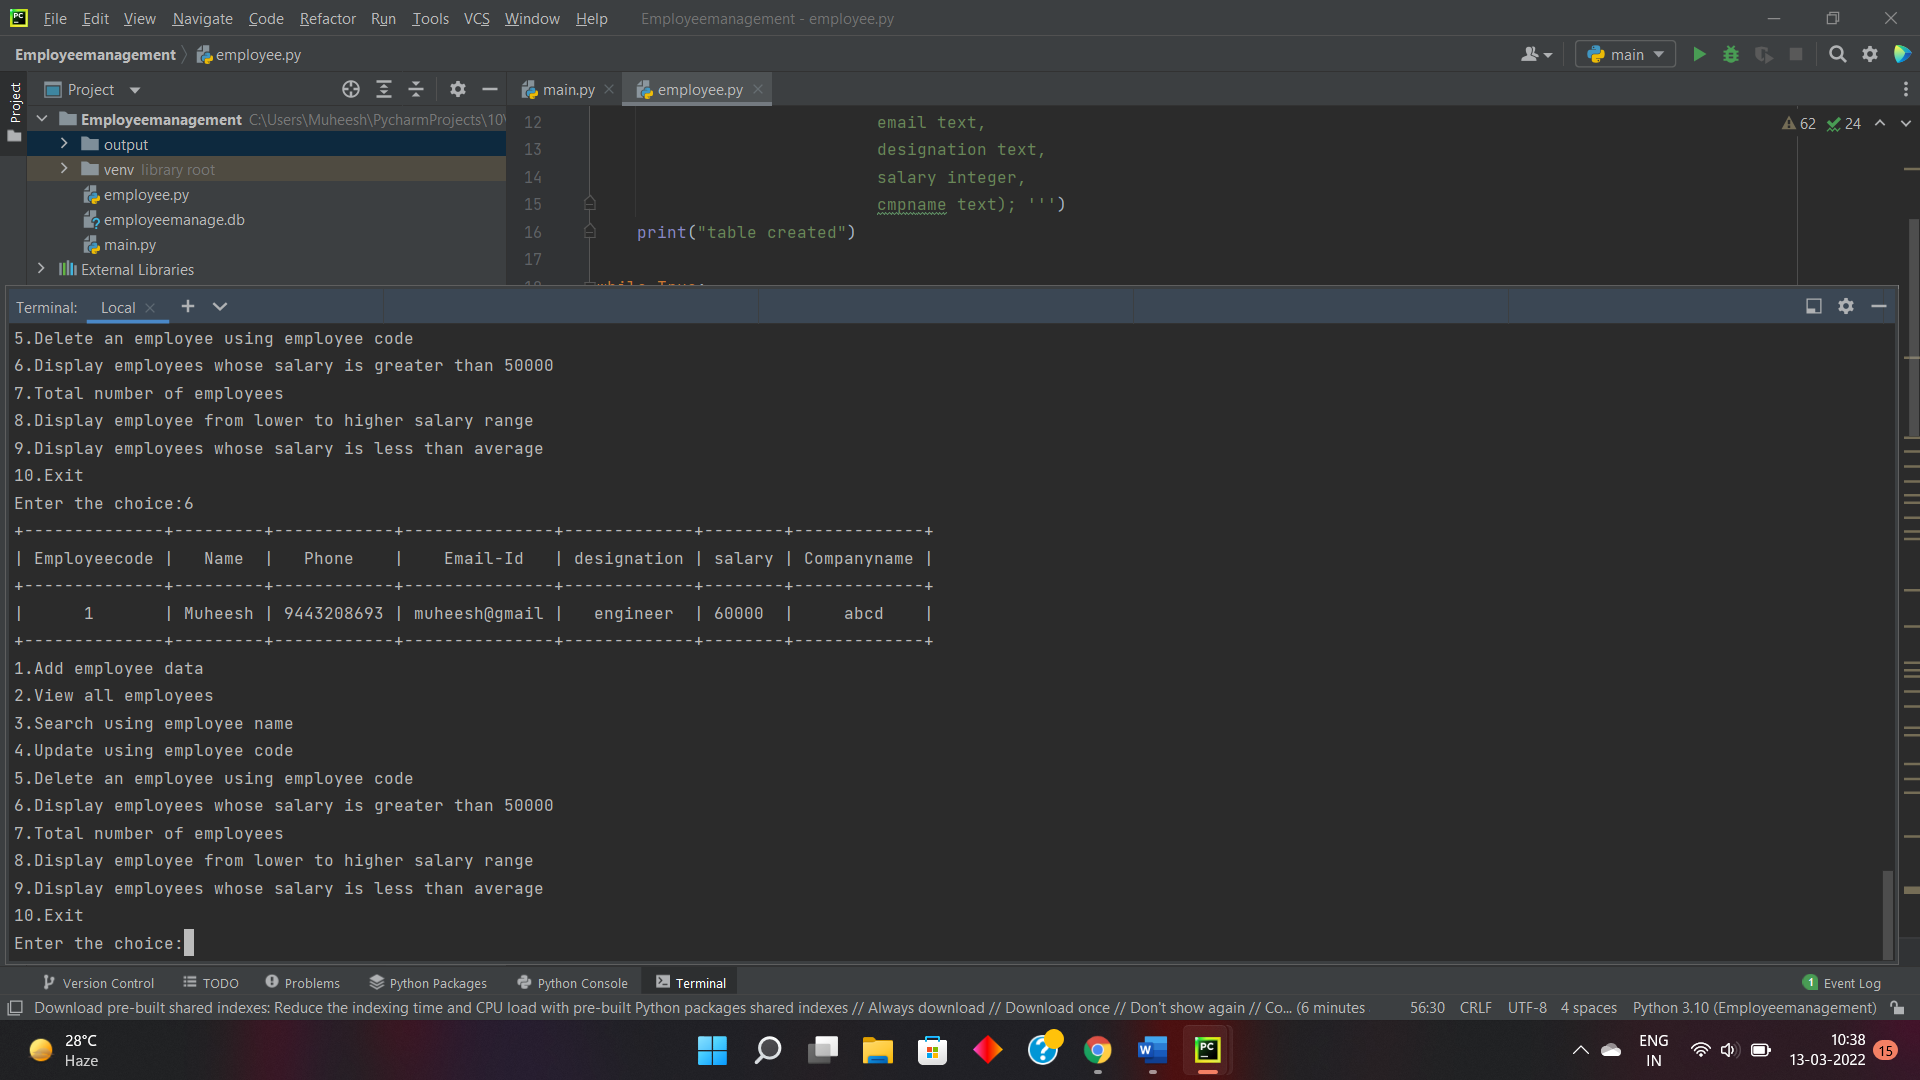 File Edit View Navigate Code Refactor Run Tools VCS Window Help Employeemanagement - employee.py
Employeemanagement employee.py main
Project
Project main.py employee.py
Employeemanagement C:\Users\Muheesh\PycharmProjects\10\
output
venv library root
employee.py
employeemanage.db
main.py
External Libraries
12 email text,
13 designation text,
14 salary integer,
15 cmpname text); ''')
16 print("table created")
17
62 24
Terminal: Local
5.Delete an employee using employee code
6.Display employees whose salary is greater than 50000
7.Total number of employees
8.Display employee from lower to higher salary range
9.Display employees whose salary is less than average
10.Exit
Enter the choice:6
+--------------+---------+------------+---------------+-------------+--------+-------------+
| Employeecode | Name | Phone | Email-Id | designation | salary | Companyname |
+--------------+---------+------------+---------------+-------------+--------+-------------+
| 1 | Muheesh | 9443208693 | muheesh@gmail | engineer | 60000 | abcd |
+--------------+---------+------------+---------------+-------------+--------+-------------+
1.Add employee data
2.View all employees
3.Search using employee name
4.Update using employee code
5.Delete an employee using employee code
6.Display employees whose salary is greater than 50000
7.Total number of employees
8.Display employee from lower to higher salary range
9.Display employees whose salary is less than average
10.Exit
Enter the choice:
Version Control TODO Problems Python Packages Python Console Terminal 1 Event Log
Download pre-built shared indexes: Reduce the indexing time and CPU load with pre-built Python packages shared indexes // Always download // Download once // Don't show again // Co... (6 minutes 56:30 CRLF UTF-8 4 spaces Python 3.10 (Employeemanagement)
28°C
Haze
ENG
IN
10:38
13-03-2022
15